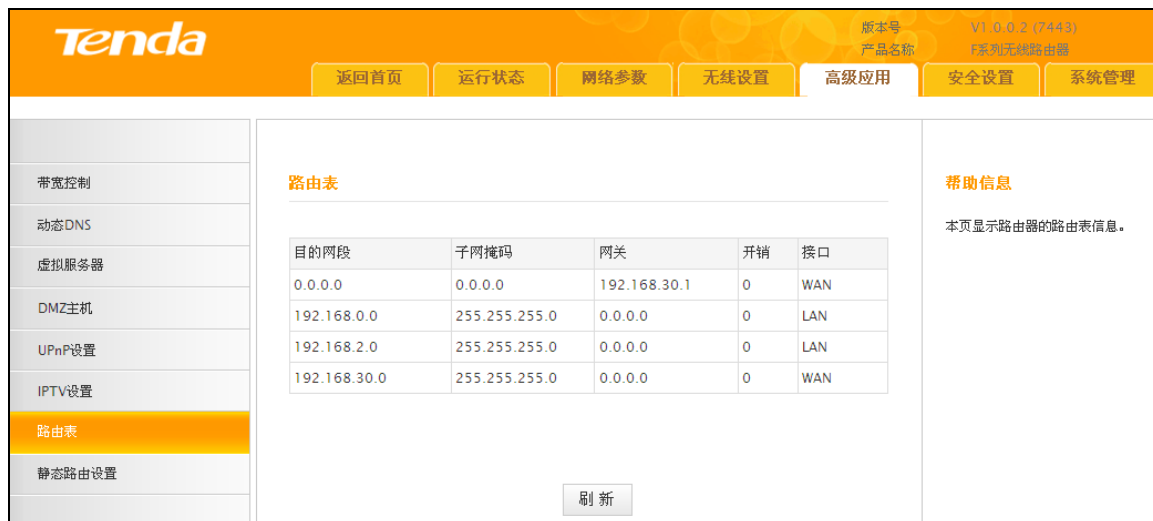 Tenda
版本号 V1.0.0.2 (7443)
产品名称 F系列无线路由器
返回首页 运行状态 网络参数 无线设置 高级应用 安全设置 系统管理
带宽控制
动态DNS
虚拟服务器
DMZ主机
UPnP设置
IPTV设置
路由表
静态路由设置
路由表
目的网段 子网掩码 网关 开销 接口
0.0.0.0 0.0.0.0 192.168.30.1 0 WAN
192.168.0.0 255.255.255.0 0.0.0.0 0 LAN
192.168.2.0 255.255.255.0 0.0.0.0 0 LAN
192.168.30.0 255.255.255.0 0.0.0.0 0 WAN
刷 新
帮助信息
本页显示路由器的路由表信息。